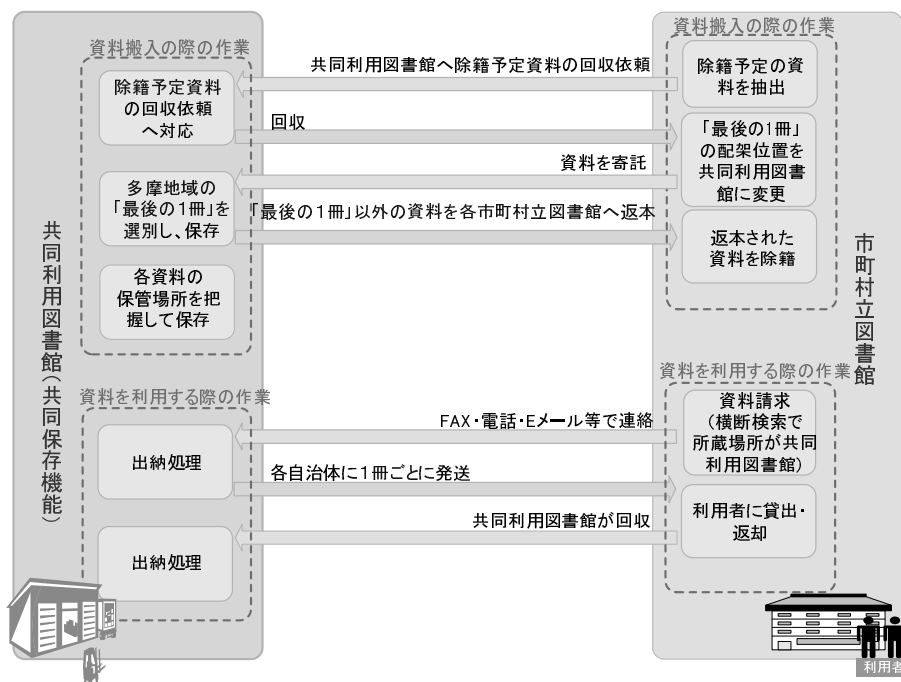 資料搬入の際の作業
除籍予定資料
の回収依頼
へ対応
多摩地域の
「最後の1冊」を
選別し、保存
各資料の
保管場所を把
握して保存
共同利用図書館(共同保存機能)
資料を利用する際の作業
出納処理
出納処理
共同利用図書館へ除籍予定資料の回収依頼
回収
資料を寄託
「最後の1冊」以外の資料を各市町村立図書館へ返本
FAX・電話・Eメール等で連絡
各自治体に1冊ごとに発送
共同利用図書館が回収
資料搬入の際の作業
除籍予定の資
料を抽出
「最後の1冊」
の配架位置を
共同利用図書
館に変更
返本された
資料を除籍
市町村立図書館
資料を利用する際の作業
資料請求
(横断検索で
所蔵場所が共同
利用図書館)
利用者に貸出・
返却
利用者